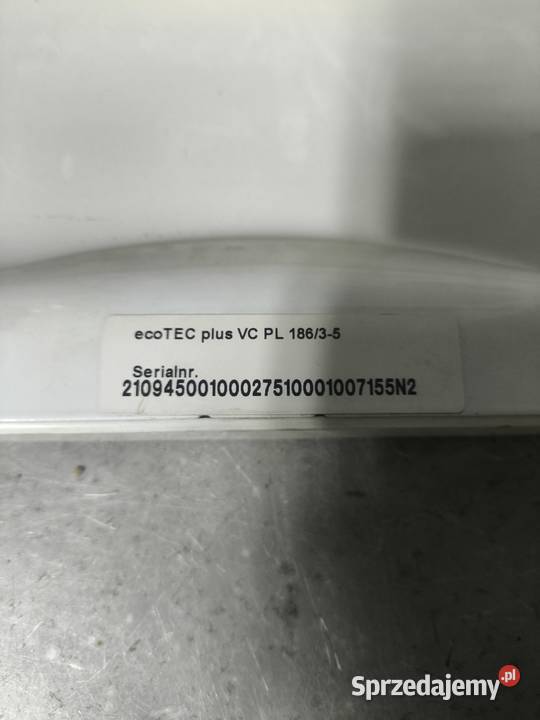 ecoTEC plus VC PL 186/3-5
Serialnr.
21094500100027510001007155N2
Sprzedajemy.pl